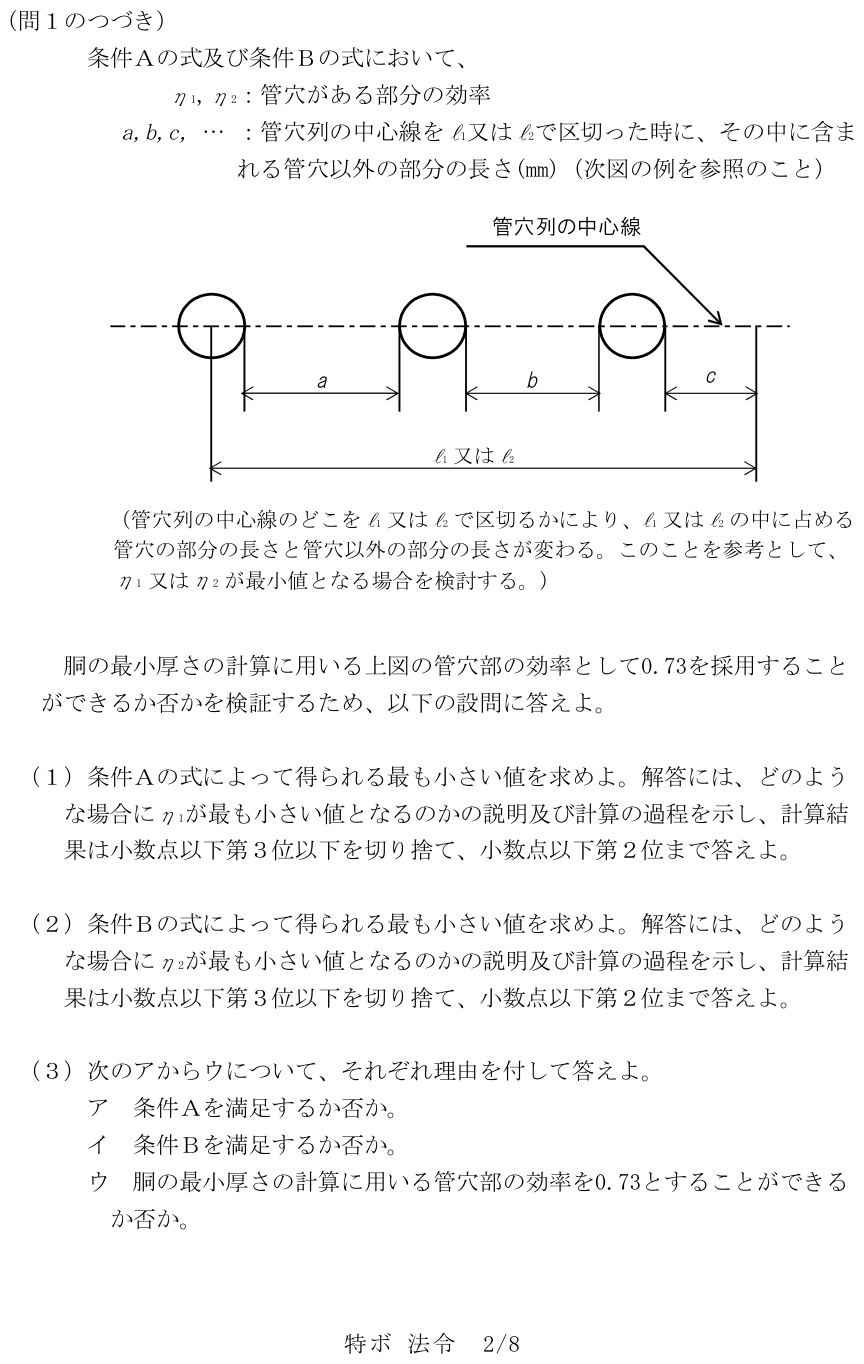 （問１のつづき）
条件Ａの式及び条件Ｂの式において、
η₁, η₂：管穴がある部分の効率
a, b, c, … ：管穴列の中心線をℓ₁又はℓ₂で区切った時に、その中に含ま
れる管穴以外の部分の長さ(mm)（次図の例を参照のこと）
管穴列の中心線
a
b
c
ℓ₁ 又は ℓ₂
（管穴列の中心線のどこを ℓ₁ 又は ℓ₂ で区切るかにより、ℓ₁ 又は ℓ₂ の中に占める
管穴の部分の長さと管穴以外の部分の長さが変わる。このことを参考として、
η₁ 又は η₂ が最小値となる場合を検討する。）
胴の最小厚さの計算に用いる上図の管穴部の効率として0.73を採用すること
ができるか否かを検証するため、以下の設問に答えよ。
（１）条件Ａの式によって得られる最も小さい値を求めよ。解答には、どのよう
な場合に η₁が最も小さい値となるのかの説明及び計算の過程を示し、計算結
果は小数点以下第３位以下を切り捨て、小数点以下第２位まで答えよ。
（２）条件Ｂの式によって得られる最も小さい値を求めよ。解答には、どのよう
な場合に η₂が最も小さい値となるのかの説明及び計算の過程を示し、計算結
果は小数点以下第３位以下を切り捨て、小数点以下第２位まで答えよ。
（３）次のアからウについて、それぞれ理由を付して答えよ。
ア　条件Ａを満足するか否か。
イ　条件Ｂを満足するか否か。
ウ　胴の最小厚さの計算に用いる管穴部の効率を0.73とすることができる
か否か。
特ボ 法令　2/8